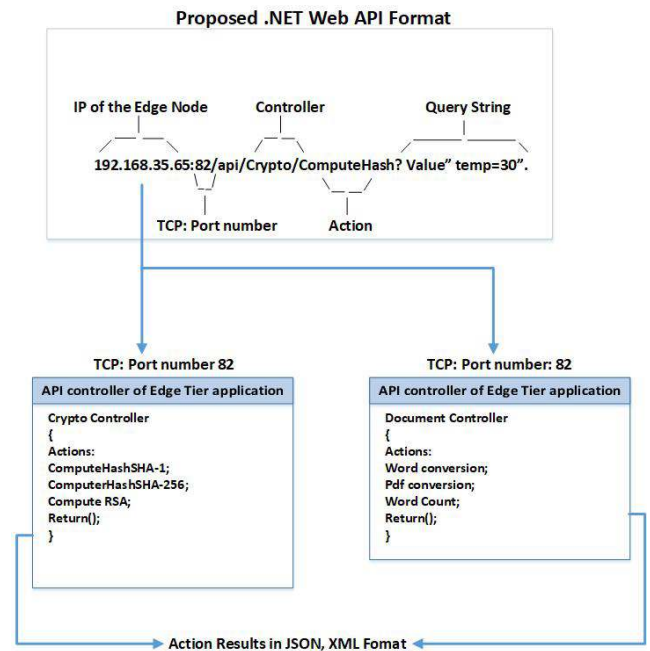 Proposed .NET Web API Format
IP of the Edge Node
Controller
Query String
192.168.35.65:82/api/Crypto/ComputeHash? Value” temp=30”.
TCP: Port number
Action
TCP: Port number 82
API controller of Edge Tier application
Crypto Controller
{
Actions:
ComputeHashSHA-1;
ComputerHashSHA-256;
Compute RSA;
Return();
}
TCP: Port number: 82
API controller of Edge Tier application
Document Controller
{
Actions:
Word conversion;
Pdf conversion;
Word Count;
Return();
}
Action Results in JSON, XML Fomat